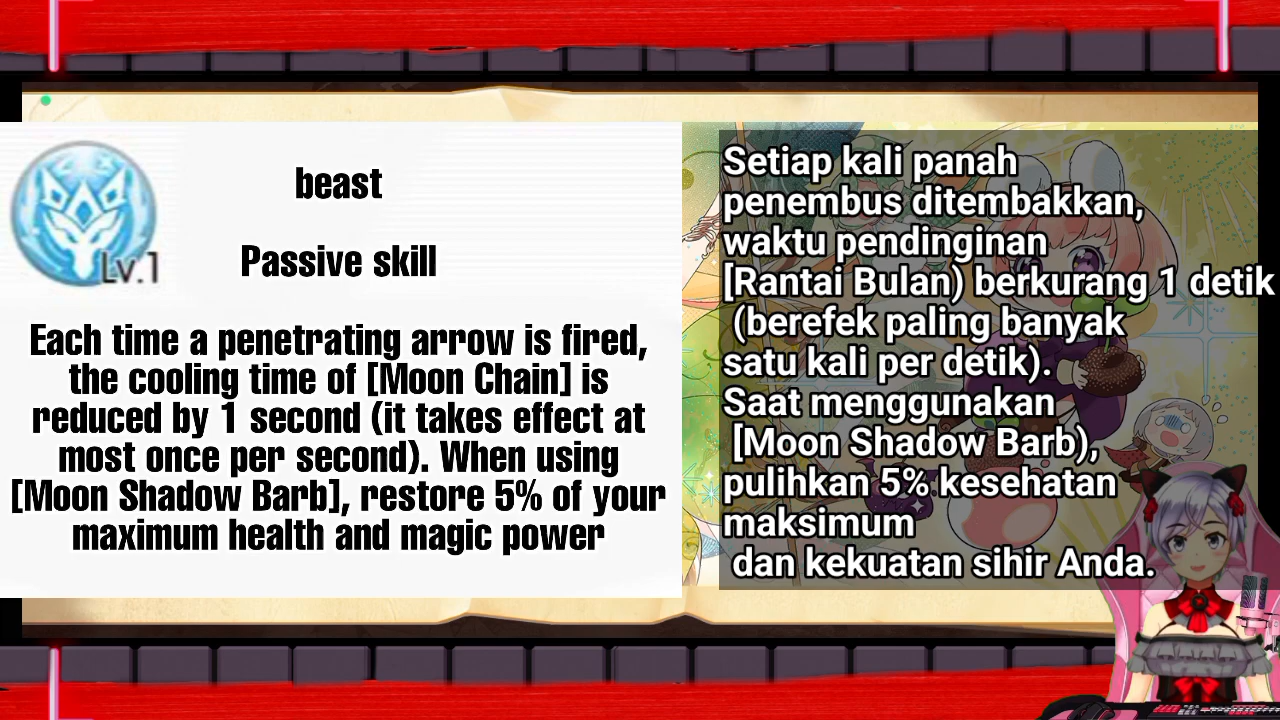 Lv.1
beast
Passive skill
Each time a penetrating arrow is fired,
the cooling time of [Moon Chain] is
reduced by 1 second (it takes effect at
most once per second). When using
[Moon Shadow Barb], restore 5% of your
maximum health and magic power
Setiap kali panah
penembus ditembakkan,
waktu pendinginan
[Rantai Bulan) berkurang 1 detik
(berefek paling banyak
satu kali per detik).
Saat menggunakan
[Moon Shadow Barb),
pulihkan 5% kesehatan
maksimum
dan kekuatan sihir Anda.